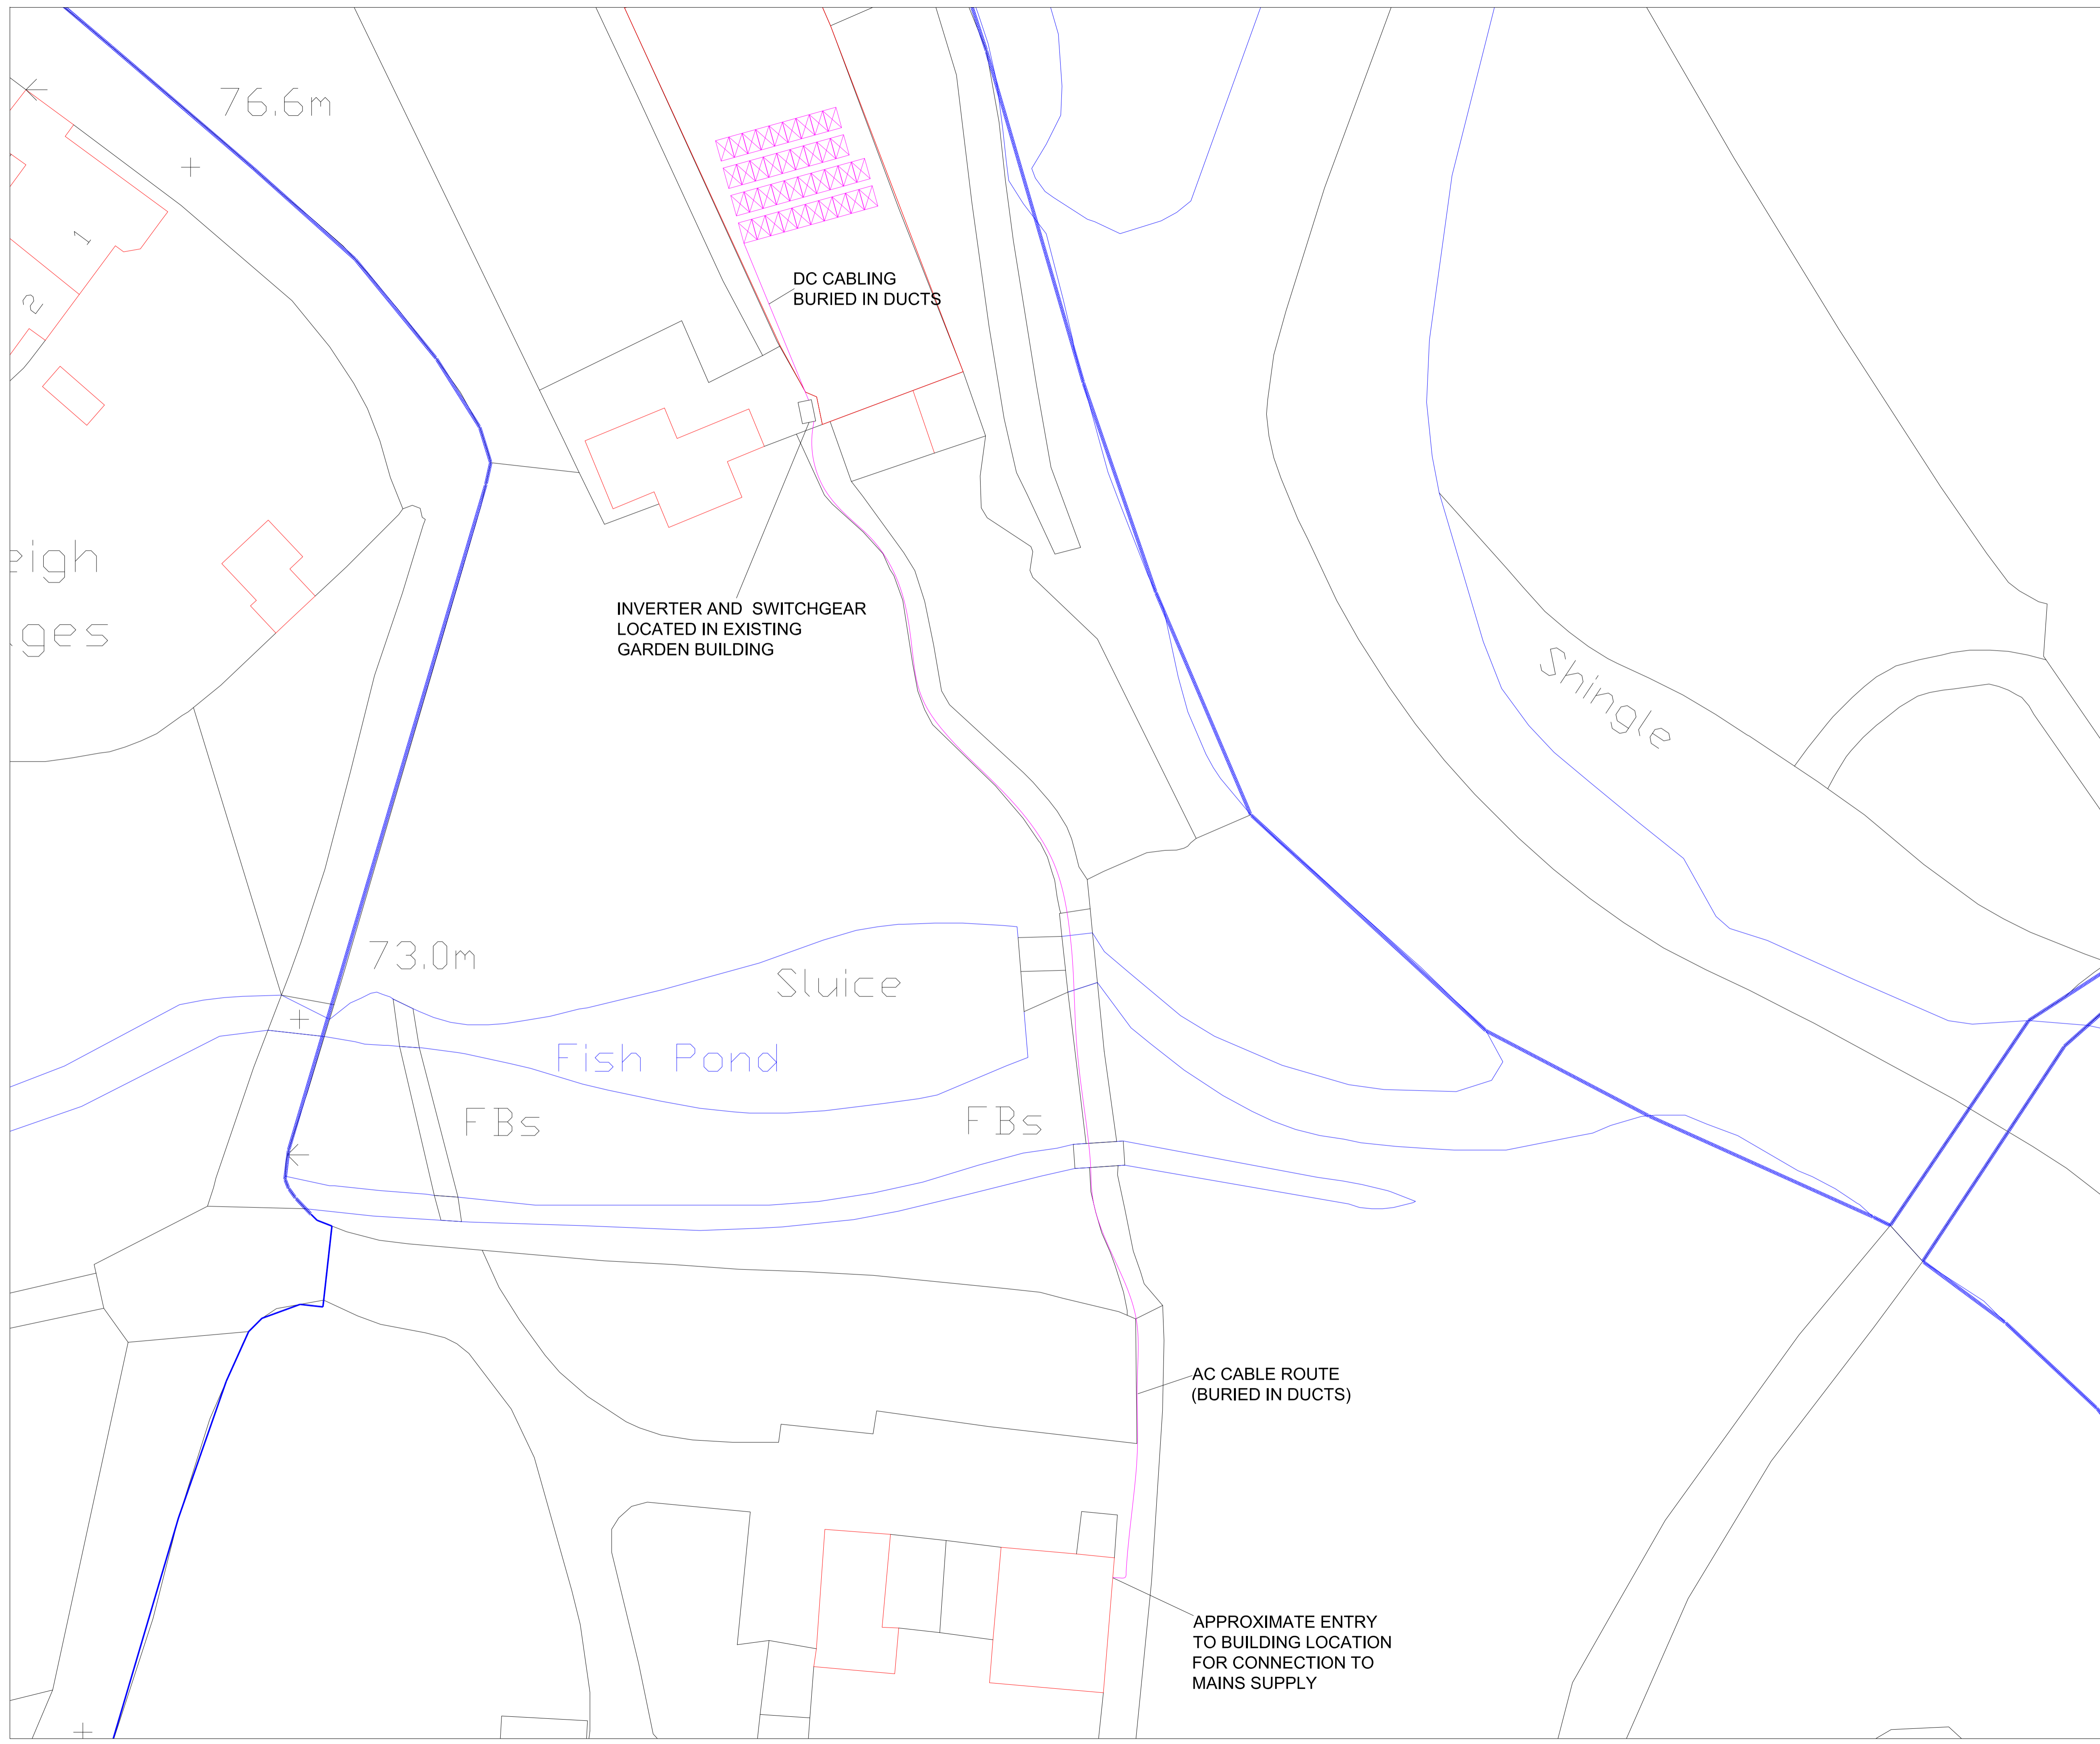 76.6m
1
2
DC CABLING
BURIED IN DUCTS
eigh
ges
INVERTER AND SWITCHGEAR
LOCATED IN EXISTING
GARDEN BUILDING
Shingle
73.0m
Sluice
Fish Pond
FBs
FBs
AC CABLE ROUTE
(BURIED IN DUCTS)
APPROXIMATE ENTRY
TO BUILDING LOCATION
FOR CONNECTION TO
MAINS SUPPLY